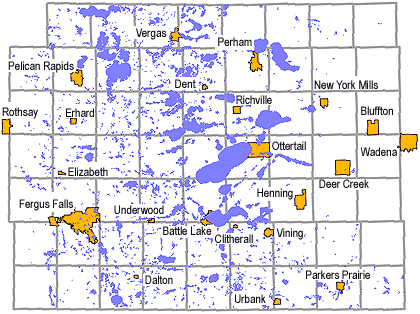 Vergas
Perham
Pelican Rapids
Dent
New York Mills
Richville
Rothsay
Erhard
Bluffton
Ottertail
Wadena
Elizabeth
Deer Creek
Henning
Fergus Falls
Underwood
Battle Lake
Clitherall
Vining
Parkers Prairie
Dalton
Urbank